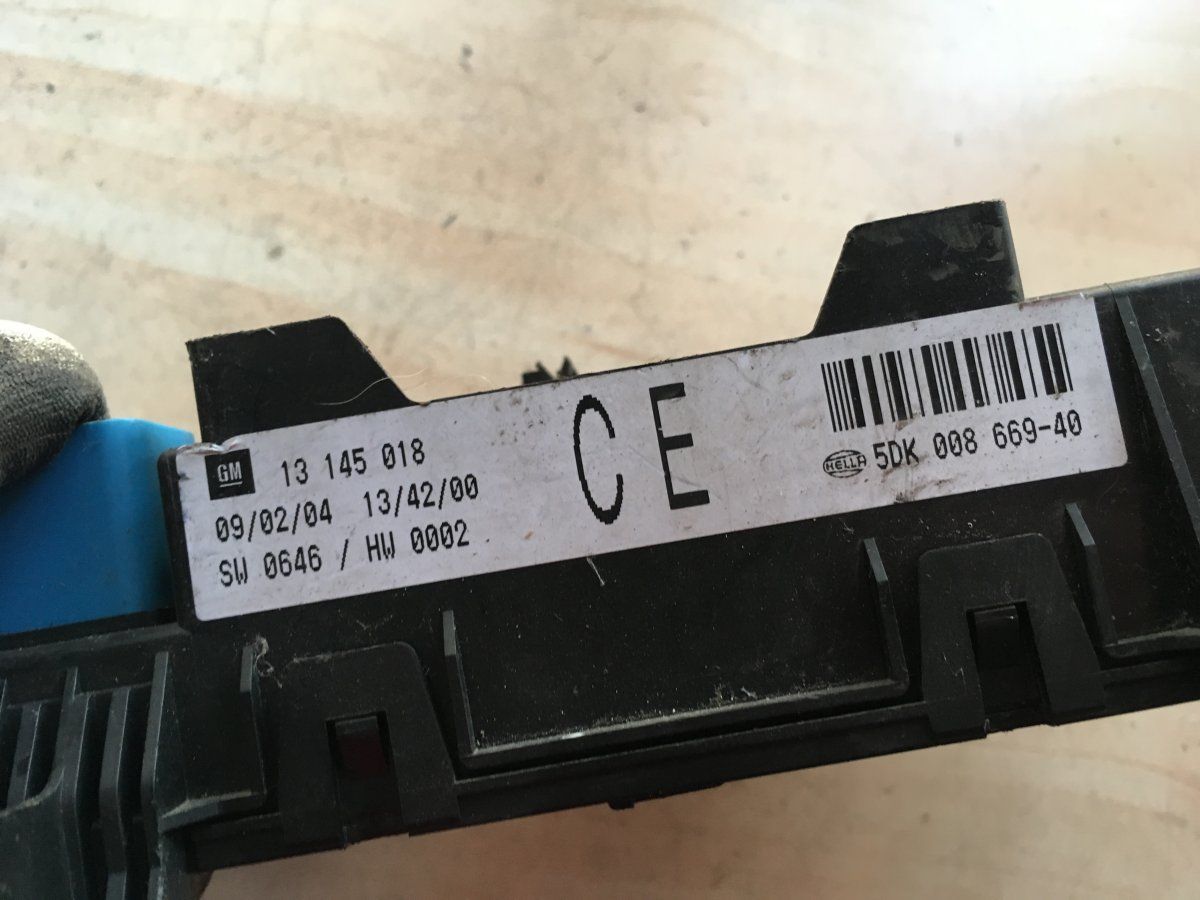 GM 13 145 018
09/02/04 13/42/00
SW 0646 / HW 0002
CE
HELLA 5DK 008 669-40